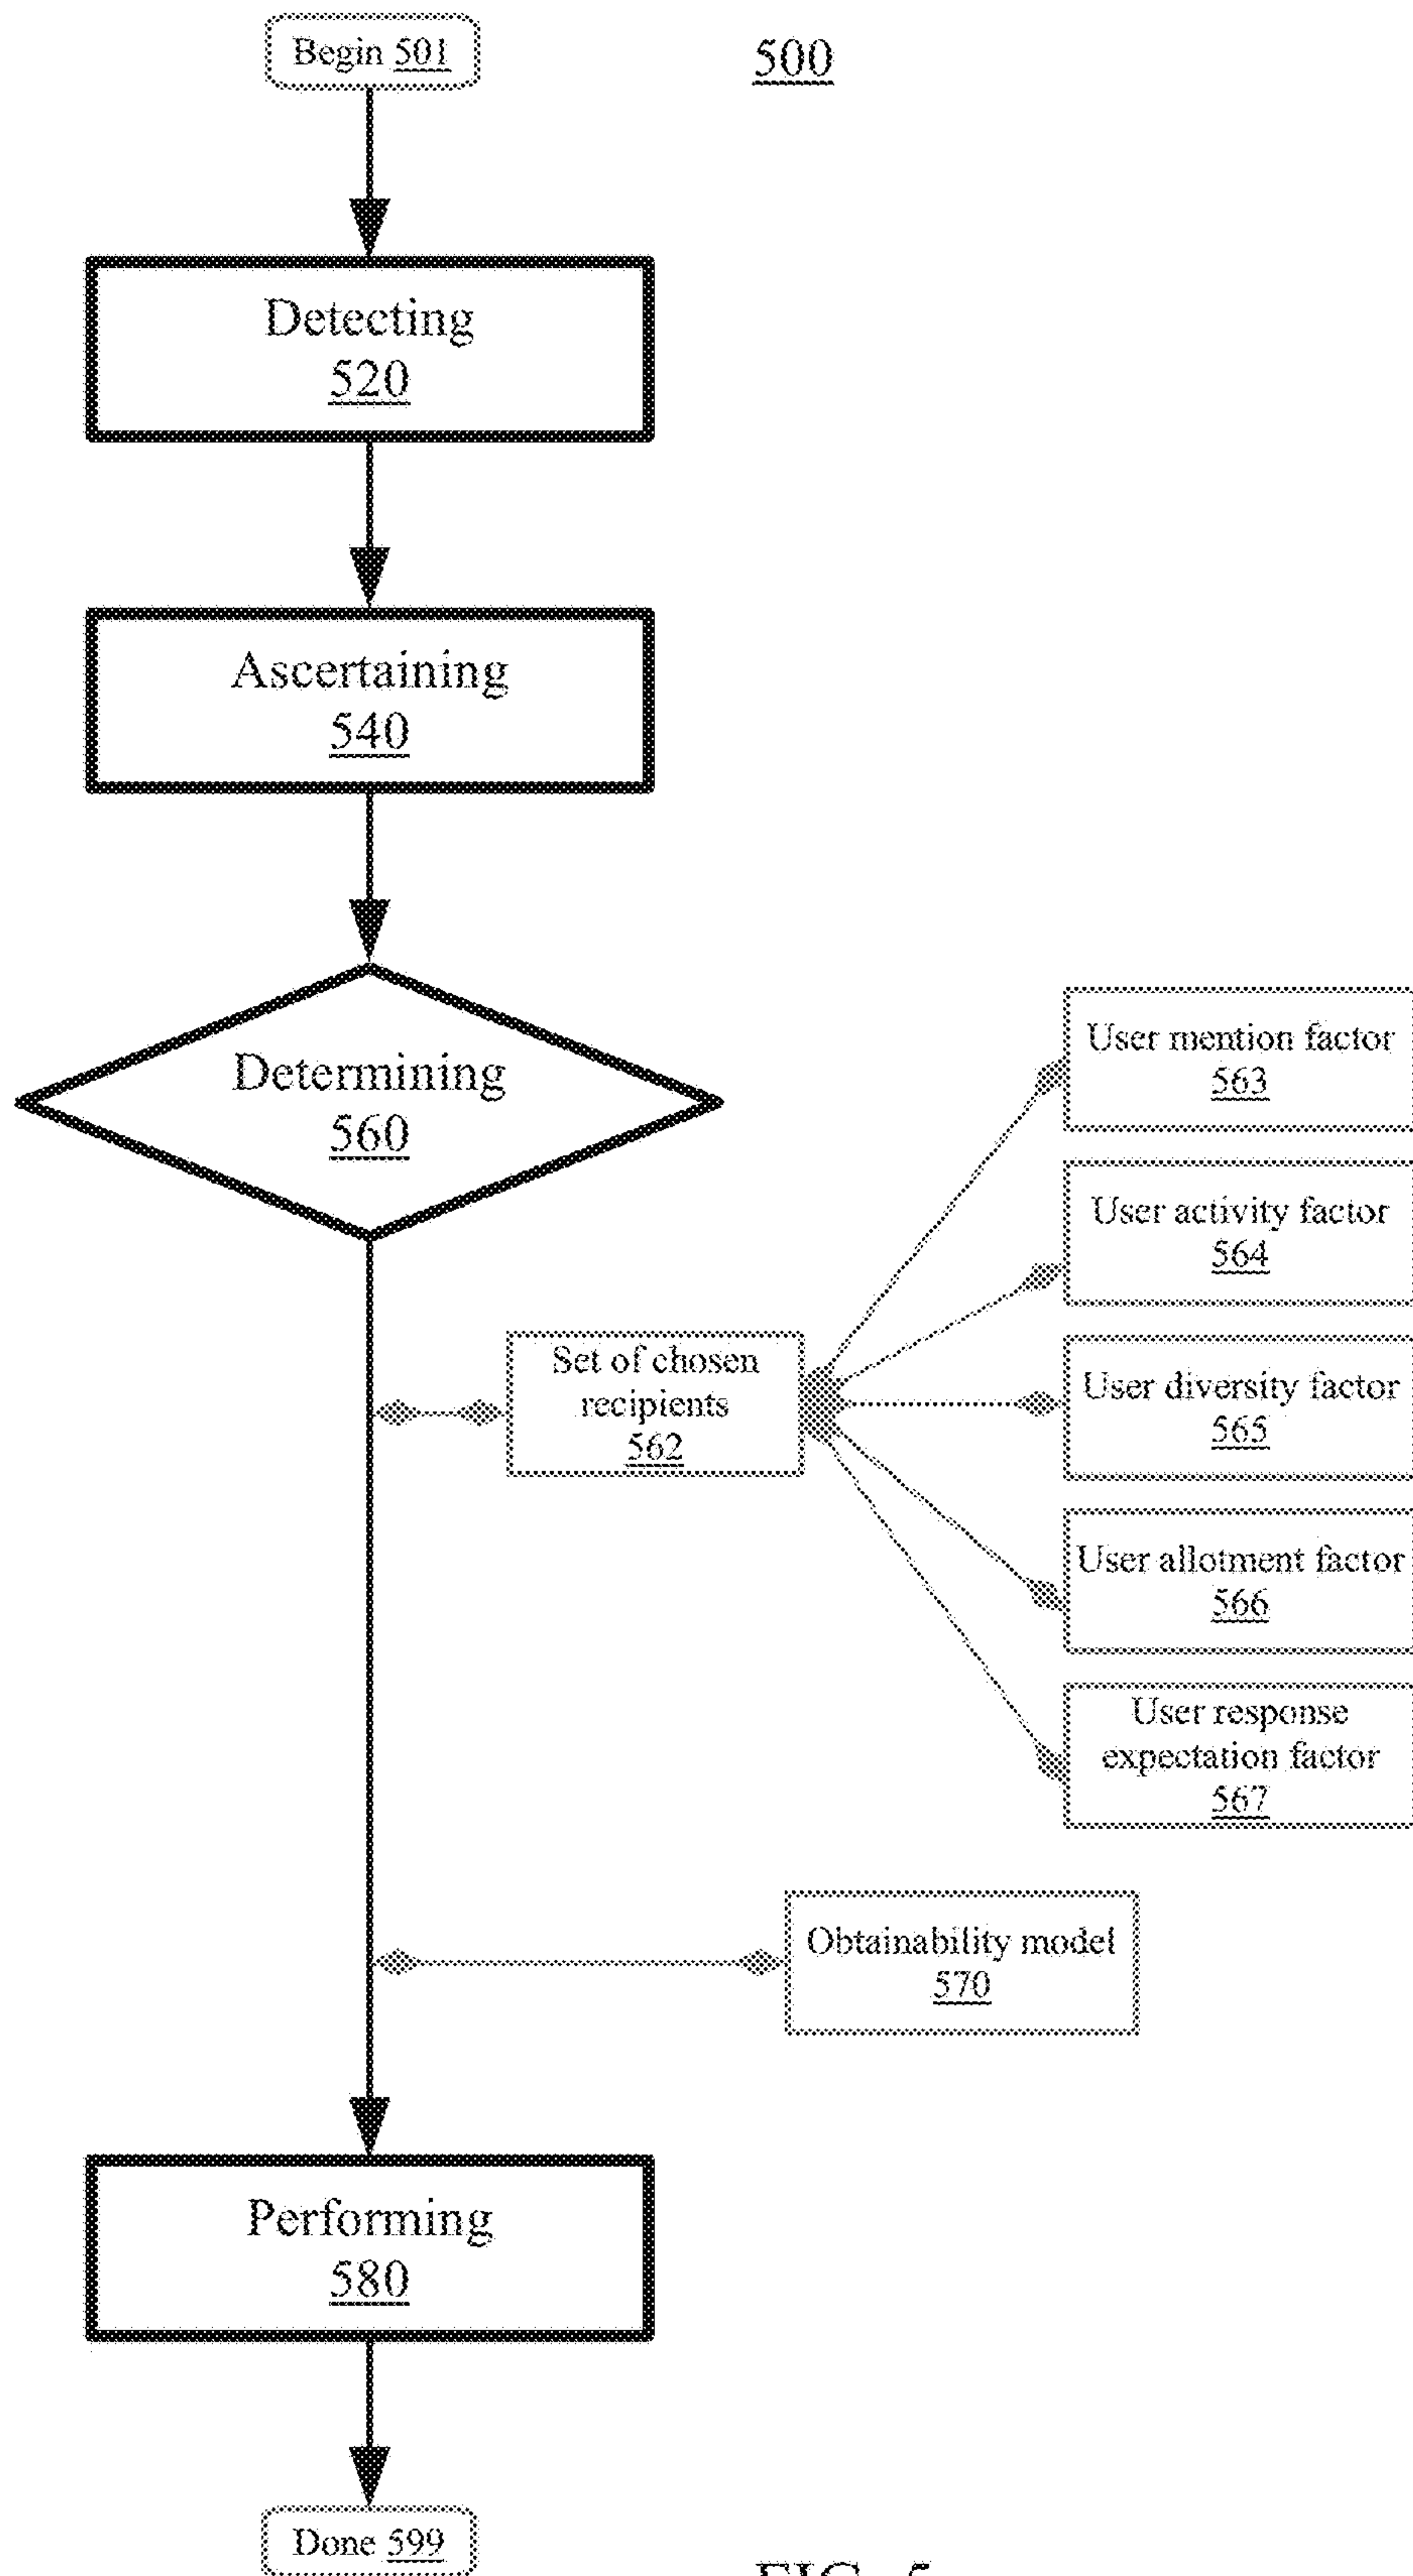 Begin 501
500
Detecting
520
Ascertaining
540
Determining
560
User mention factor
563
User activity factor
564
Set of chosen
recipients
562
User diversity factor
565
User allotment factor
566
User response
expectation factor
567
Obtainability model
570
Performing
580
Done 599
FIG. 5